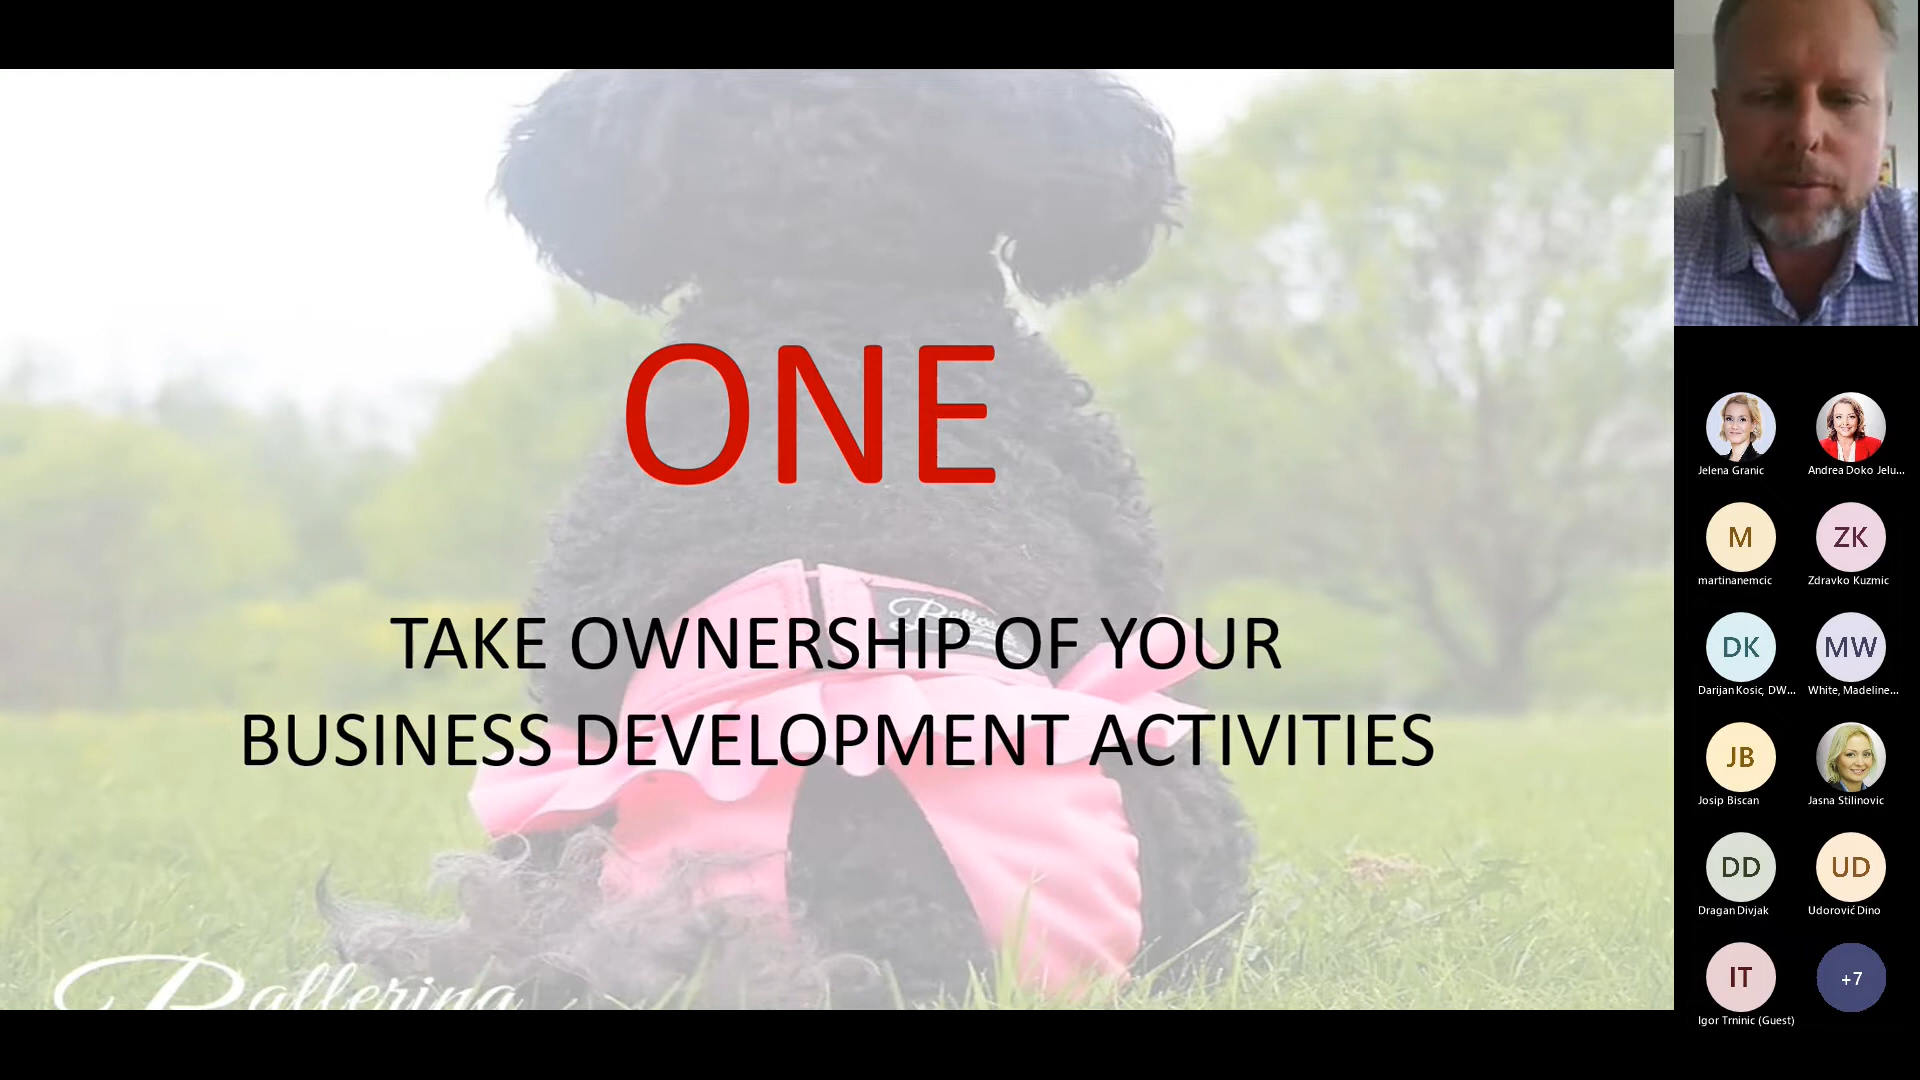 ONE
TAKE OWNERSHIP OF YOUR
BUSINESS DEVELOPMENT ACTIVITIES
Ballerina
Jelena Granic
Andrea Doko Jelu...
M
martinanemcic
ZK
Zdravko Kuzmic
DK
Darijan Kosic, DW...
MW
White, Madeline...
JB
Josip Biscan
Jasna Stilinovic
DD
Dragan Divjak
UD
Udorović Dino
IT
Igor Trninic (Guest)
+7